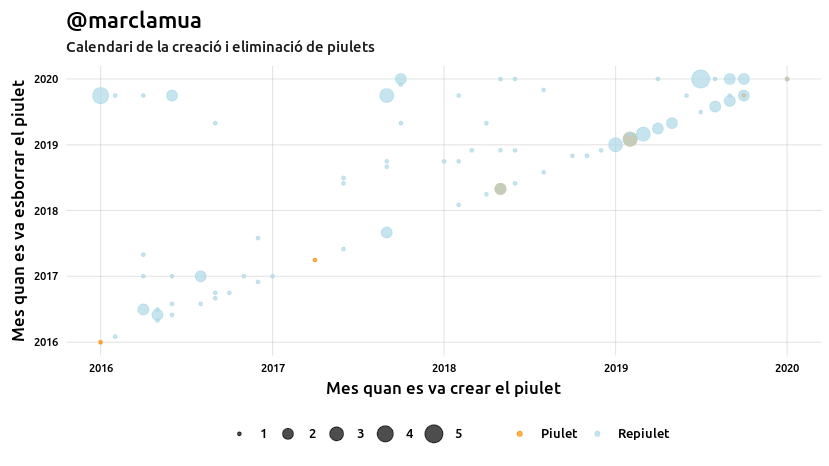 @marclamua
Calendari de la creació i eliminació de piulets
Mes quan es va esborrar el piulet
2020
2019
2018
2017
2016
2016 2017 2018 2019 2020
Mes quan es va crear el piulet
1 2 3 4 5 Piulet Repiulet